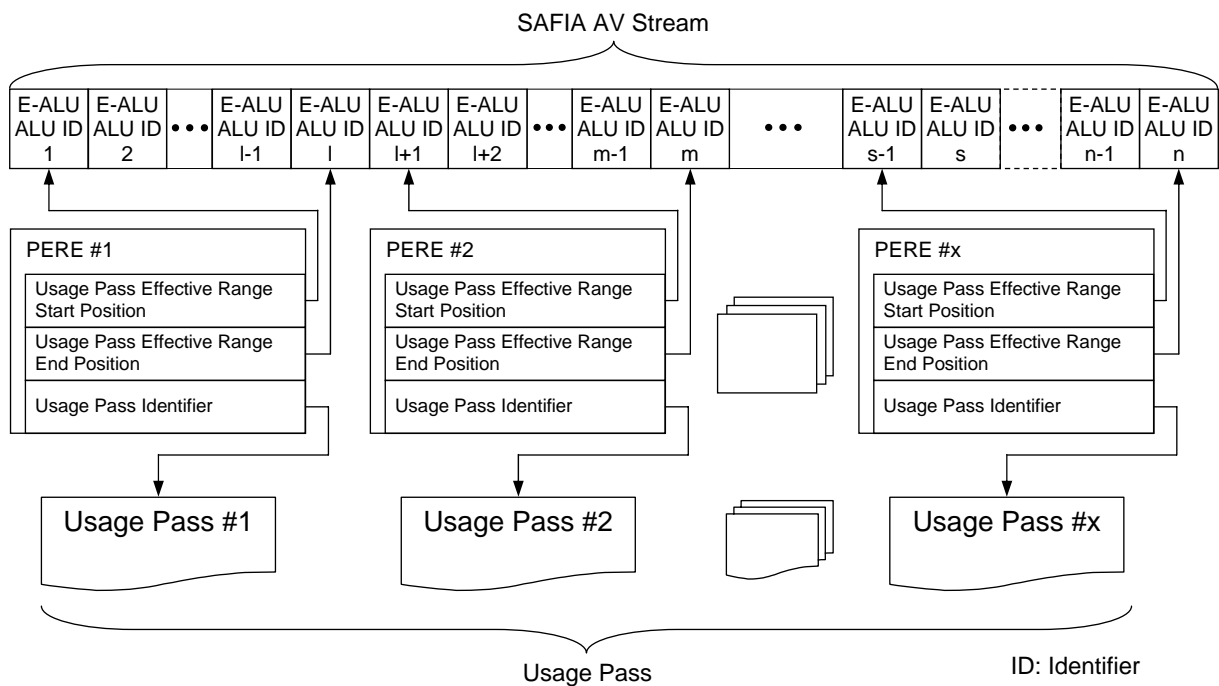 SAFIA AV Stream
E-ALU
ALU ID
1
E-ALU
ALU ID
2
•••
E-ALU
ALU ID
l-1
E-ALU
ALU ID
l
E-ALU
ALU ID
l+1
E-ALU
ALU ID
l+2
•••
E-ALU
ALU ID
m-1
E-ALU
ALU ID
m
•••
E-ALU
ALU ID
s-1
E-ALU
ALU ID
s
•••
E-ALU
ALU ID
n-1
E-ALU
ALU ID
n
PERE #1
Usage Pass Effective Range
Start Position
Usage Pass Effective Range
End Position
Usage Pass Identifier
PERE #2
Usage Pass Effective Range
Start Position
Usage Pass Effective Range
End Position
Usage Pass Identifier
PERE #x
Usage Pass Effective Range
Start Position
Usage Pass Effective Range
End Position
Usage Pass Identifier
Usage Pass #1
Usage Pass #2
Usage Pass #x
Usage Pass
ID: Identifier